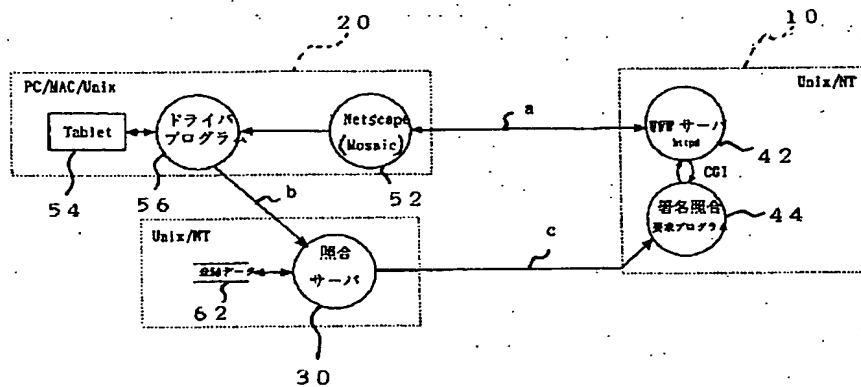 20
10
PC/MAC/Unix
Unix/NT
Tablet
ドライバ
プログラム
Netscape
(Mosaic)
a
WWW サーバ
httpd
42
CGI
54
56
b
52
署名照合
要求プログラム
44
Unix/NT
照合
サーバ
c
データ
62
30